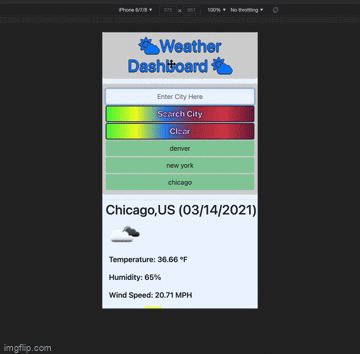 iPhone 6/7/8 375 x 667 100% No throttling
Weather
Dashboard
Enter City Here
Search City
Clear
denver
new york
chicago
Chicago,US (03/14/2021)
Temperature: 36.66 °F
Humidity: 65%
Wind Speed: 20.71 MPH
imgflip.com